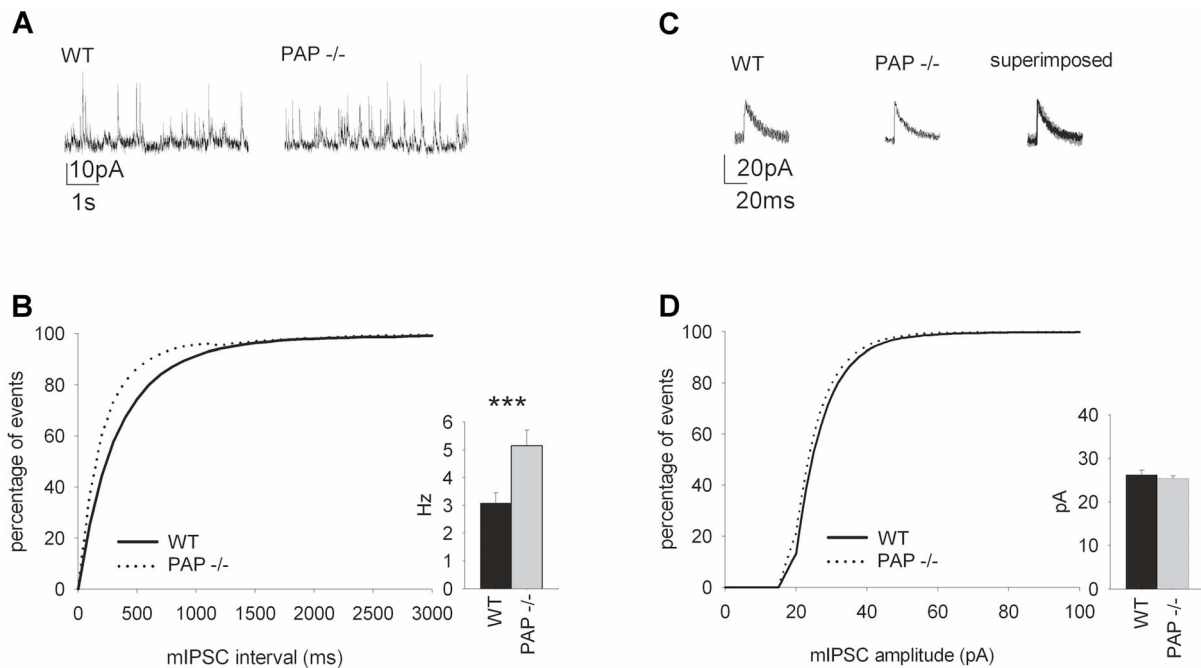 A
WT
PAP -/-
10pA
1s
C
WT
PAP -/-
superimposed
20pA
20ms
B
percentage of events
100
80
60
40
20
0
WT
PAP -/-
0 500 1000 1500 2000 2500 3000
mIPSC interval (ms)
***
Hz
6
5
4
3
2
1
0
WT
PAP -/-
D
percentage of events
100
80
60
40
20
0
WT
PAP -/-
0 20 40 60 80 100
mIPSC amplitude (pA)
pA
40
30
20
10
0
WT
PAP -/-